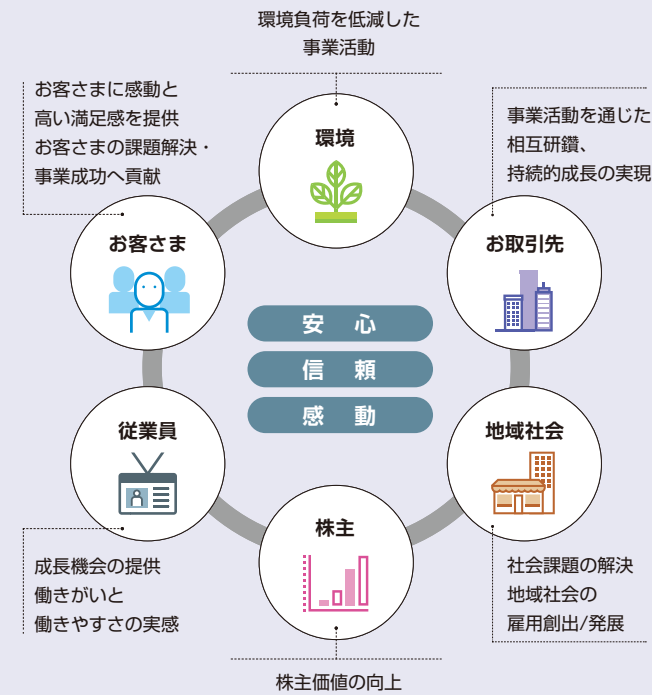 環境負荷を低減した
事業活動
環境
お客さまに感動と
高い満足感を提供
お客さまの課題解決・
事業成功へ貢献
お客さま
事業活動を通じた
相互研鑽、
持続的成長の実現
お取引先
安心
信頼
感動
従業員
成長機会の提供
働きがいと
働きやすさの実感
地域社会
社会課題の解決
地域社会の
雇用創出/発展
株主
株主価値の向上